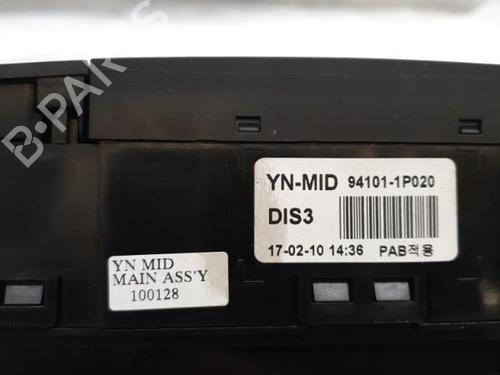 B-PARTS
YN-MID 94101-1P020
DIS3
17-02-10 14:36 PAB적용
YN MID
MAIN ASS'Y
100128